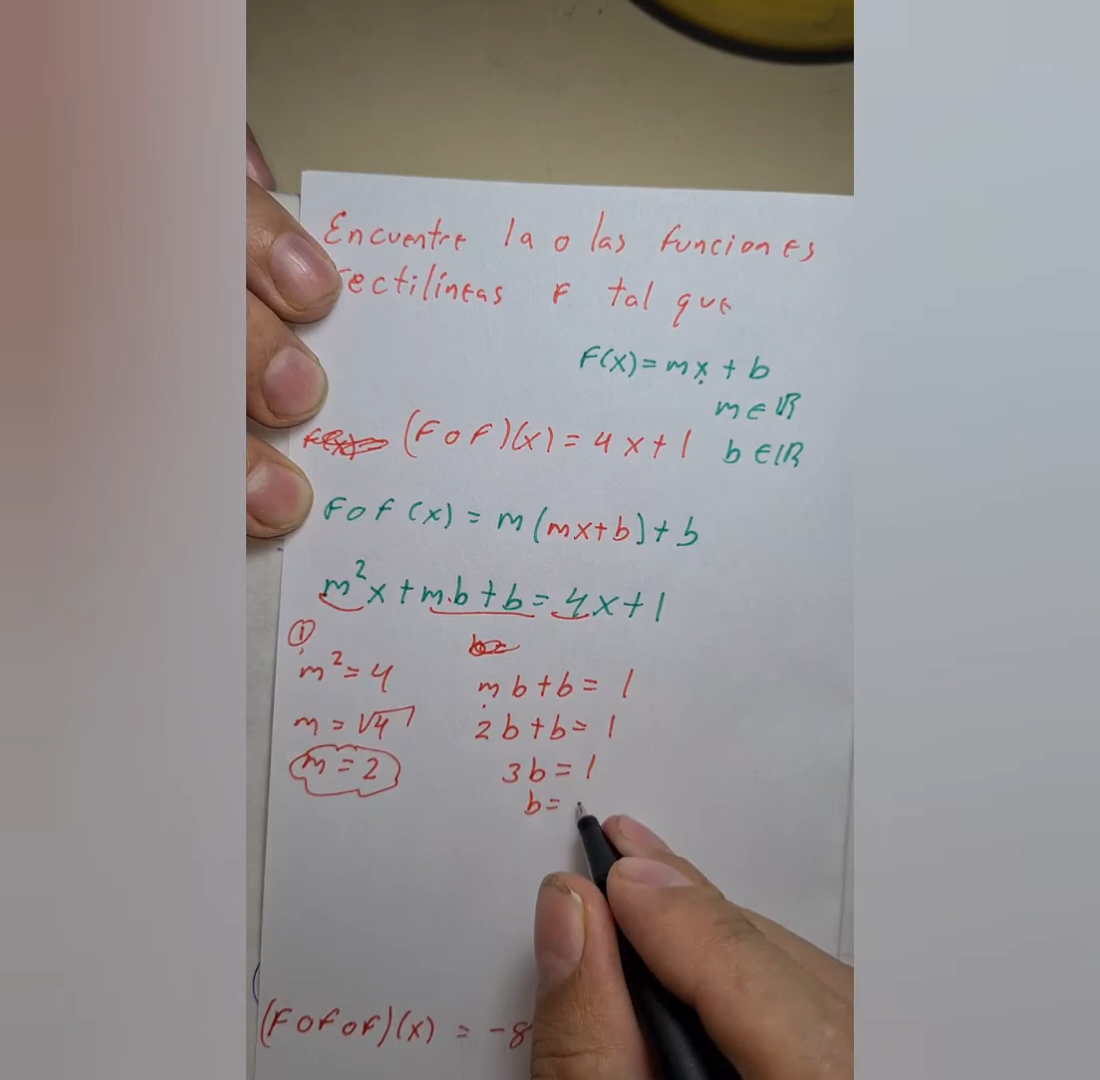 Encuentre la o las funciones
rectilíneas F tal que
F(x) = mx + b
m ∈ ℝ
(F o F)(x) = 4x + 1 b ∈ ℝ
F o F (x) = m(mx+b) + b
m²x + m.b + b = 4x + 1
①
m² = 4
mb + b = 1
m = √4
2b + b = 1
m = 2
3b = 1
b =
(F o F o F)(x) = -8